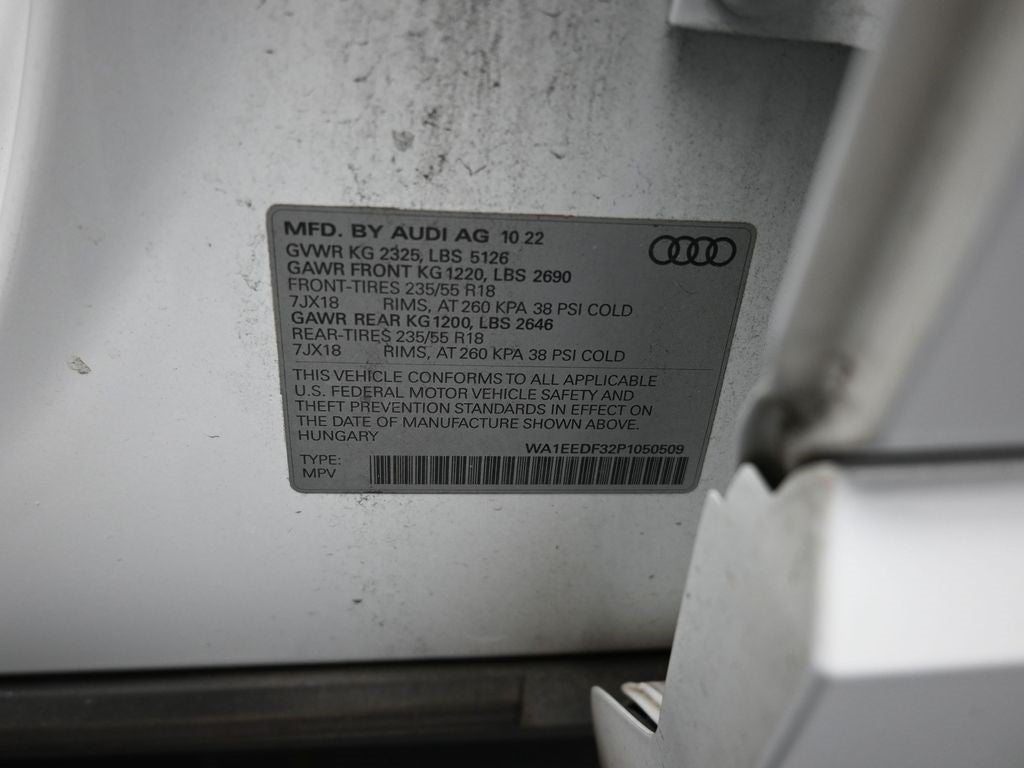 MFD. BY AUDI AG 10 22
GVWR KG 2325, LBS 5126
GAWR FRONT KG 1220, LBS 2690
FRONT-TIRES 235/55 R18
7JX18 RIMS, AT 260 KPA 38 PSI COLD
GAWR REAR KG 1200, LBS 2646
REAR-TIRES 235/55 R18
7JX18 RIMS, AT 260 KPA 38 PSI COLD
THIS VEHICLE CONFORMS TO ALL APPLICABLE
U.S. FEDERAL MOTOR VEHICLE SAFETY AND
THEFT PREVENTION STANDARDS IN EFFECT ON
THE DATE OF MANUFACTURE SHOWN ABOVE.
HUNGARY
WA1EEDF32P1050509
TYPE:
MPV